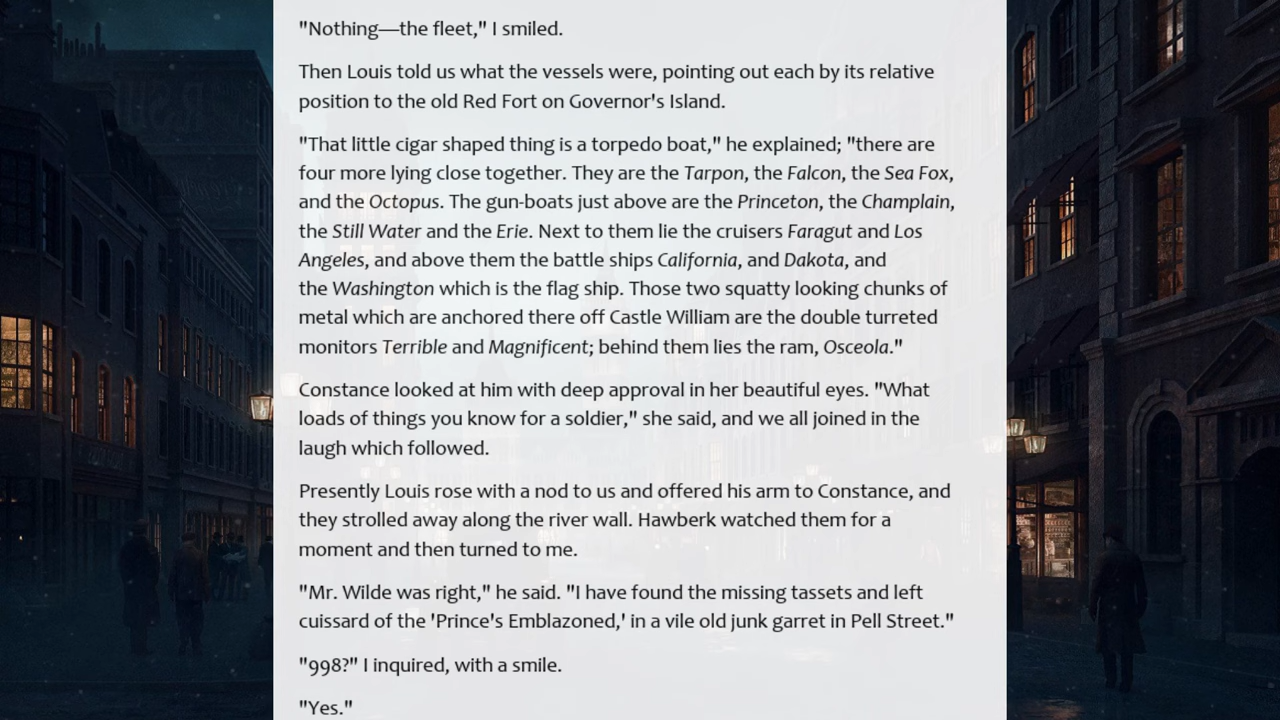 "Nothing—the fleet," I smiled.
Then Louis told us what the vessels were, pointing out each by its relative
position to the old Red Fort on Governor's Island.
"That little cigar shaped thing is a torpedo boat," he explained; "there are
four more lying close together. They are the Tarpon, the Falcon, the Sea Fox,
and the Octopus. The gun-boats just above are the Princeton, the Champlain,
the Still Water and the Erie. Next to them lie the cruisers Faragut and Los
Angeles, and above them the battle ships California, and Dakota, and
the Washington which is the flag ship. Those two squatty looking chunks of
metal which are anchored there off Castle William are the double turreted
monitors Terrible and Magnificent; behind them lies the ram, Osceola."
Constance looked at him with deep approval in her beautiful eyes. "What
loads of things you know for a soldier," she said, and we all joined in the
laugh which followed.
Presently Louis rose with a nod to us and offered his arm to Constance, and
they strolled away along the river wall. Hawberk watched them for a
moment and then turned to me.
"Mr. Wilde was right," he said. "I have found the missing tassets and left
cuissard of the 'Prince's Emblazoned,' in a vile old junk garret in Pell Street."
"998?" I inquired, with a smile.
"Yes."